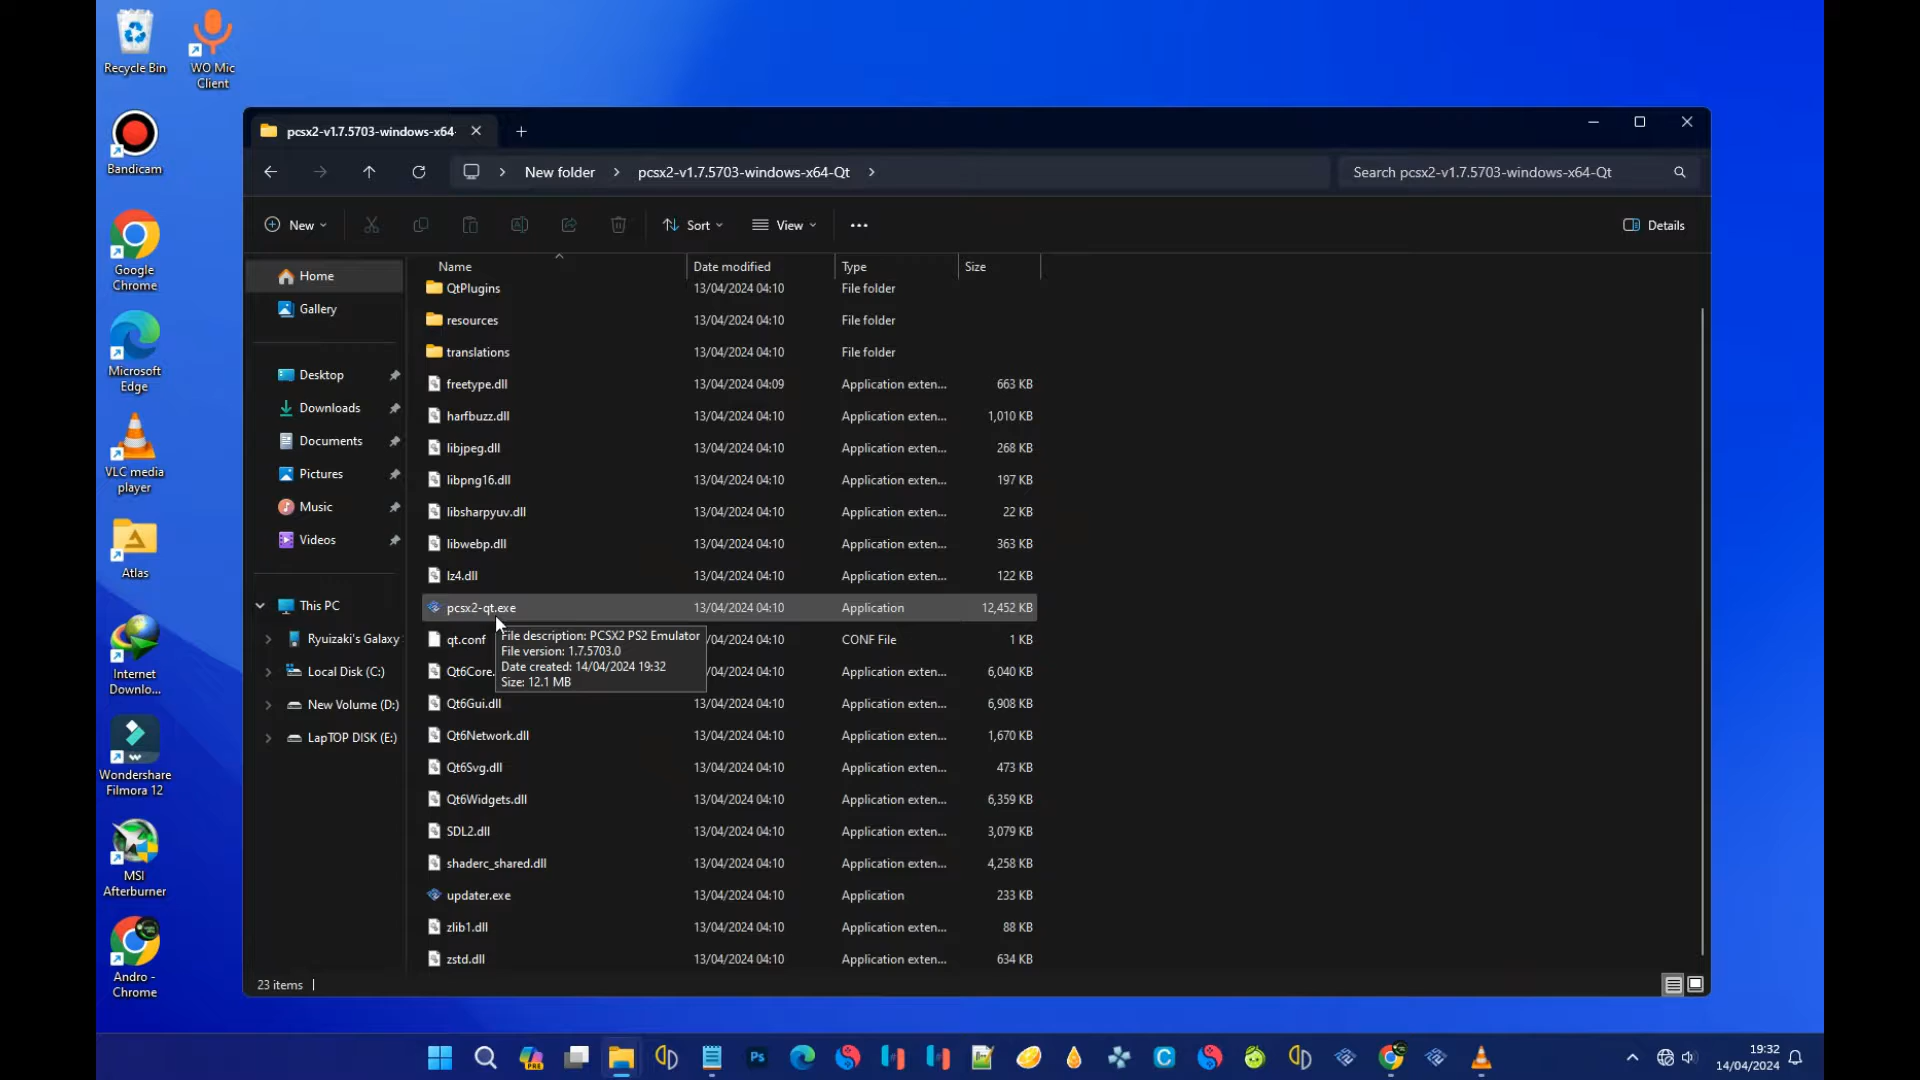 Recycle Bin
WO Mic
Client
Bandicam
Google
Chrome
Microsoft
Edge
VLC media
player
Atlas
Internet
Downlo...
Wondershare
Filmora 12
MSI
Afterburner
Andro -
Chrome
pcsx2-v1.7.5703-windows-x64-
New folder
pcsx2-v1.7.5703-windows-x64-Qt
Search pcsx2-v1.7.5703-windows-x64-Qt
New
Sort
View
Details
Home
Gallery
Desktop
Downloads
Documents
Pictures
Music
Videos
This PC
Ryuizaki's Galaxy
Local Disk (C:)
New Volume (D:)
LapTOP DISK (E:)
Name Date modified Type Size
QtPlugins 13/04/2024 04:10 File folder
resources 13/04/2024 04:10 File folder
translations 13/04/2024 04:10 File folder
freetype.dll 13/04/2024 04:09 Application exten... 663 KB
harfbuzz.dll 13/04/2024 04:10 Application exten... 1,010 KB
libjpeg.dll 13/04/2024 04:10 Application exten... 268 KB
libpng16.dll 13/04/2024 04:10 Application exten... 197 KB
libsharpyuv.dll 13/04/2024 04:10 Application exten... 22 KB
libwebp.dll 13/04/2024 04:10 Application exten... 363 KB
lz4.dll 13/04/2024 04:10 Application exten... 122 KB
pcsx2-qt.exe 13/04/2024 04:10 Application 12,452 KB
qt.conf /04/2024 04:10 CONF File 1 KB
File description: PCSX2 PS2 Emulator
File version: 1.7.5703.0
Date created: 14/04/2024 19:32
Size: 12.1 MB
Qt6Core. /04/2024 04:10 Application exten... 6,040 KB
Qt6Gui.dll 13/04/2024 04:10 Application exten... 6,908 KB
Qt6Network.dll 13/04/2024 04:10 Application exten... 1,670 KB
Qt6Svg.dll 13/04/2024 04:10 Application exten... 473 KB
Qt6Widgets.dll 13/04/2024 04:10 Application exten... 6,359 KB
SDL2.dll 13/04/2024 04:10 Application exten... 3,079 KB
shaderc_shared.dll 13/04/2024 04:10 Application exten... 4,258 KB
updater.exe 13/04/2024 04:10 Application 233 KB
zlib1.dll 13/04/2024 04:10 Application exten... 88 KB
zstd.dll 13/04/2024 04:10 Application exten... 634 KB
23 items
PRE
Ps
19:32
14/04/2024